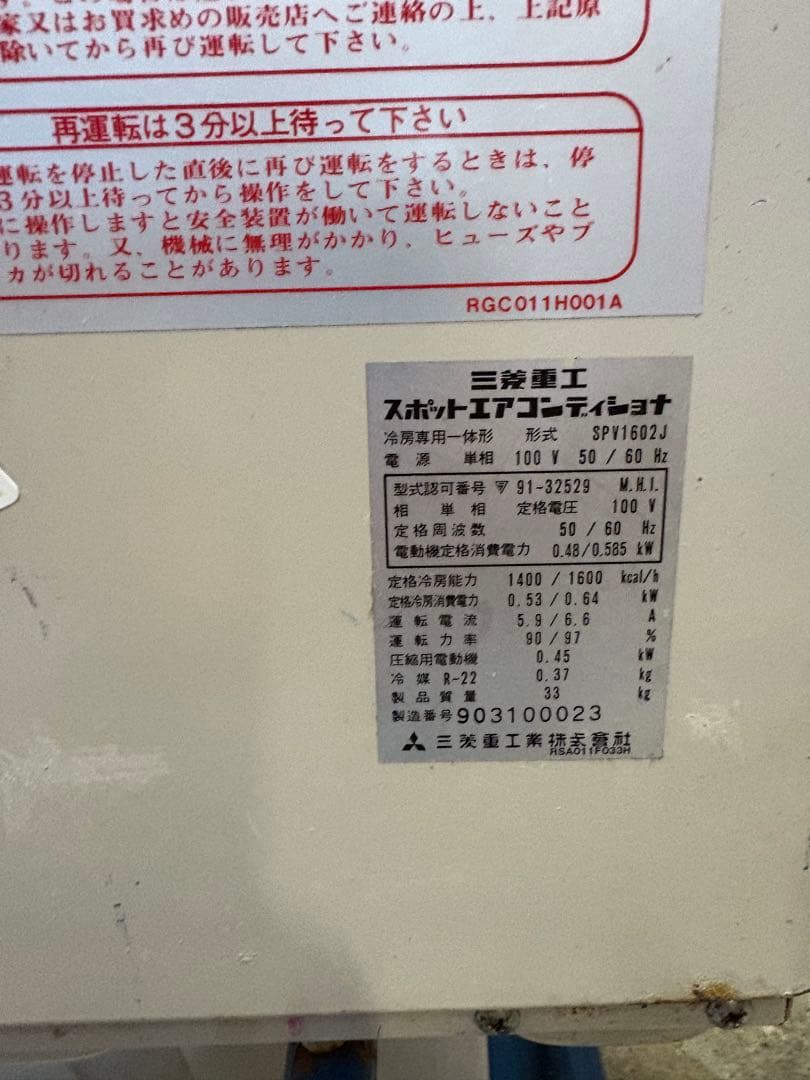 家又はお買求めの販売店へご連絡の上、上記原
除いてから再び運転して下さい。
再運転は3分以上待って下さい
運転を停止した直後に再び運転をするときは、停
3分以上待ってから操作をして下さい。
に操作しますと安全装置が働いて運転しないこと
ります。又、機械に無理がかかり、ヒューズやブ
カが切れることがあります。
RGC011H001A
三菱重工
スポットエアコンディショナ
冷房専用一体形 形式 SPV1602J
電源 単相 100 V 50 / 60 Hz
型式認可番号 91-32529 M.H.I.
相 単相 定格電圧 100 V
定格周波数 50 / 60 Hz
電動機定格消費電力 0.48/0.585 kW
定格冷房能力 1400 / 1600 kcal/h
定格冷房消費電力 0.53 / 0.64 kW
運転電流 5.9 / 6.6 A
運転力率 90 / 97 %
圧縮用電動機 0.45 kW
冷媒 R-22 0.37 kg
製品質量 33 kg
製造番号 903100023
三菱重工業株式會社
HSA011F033H